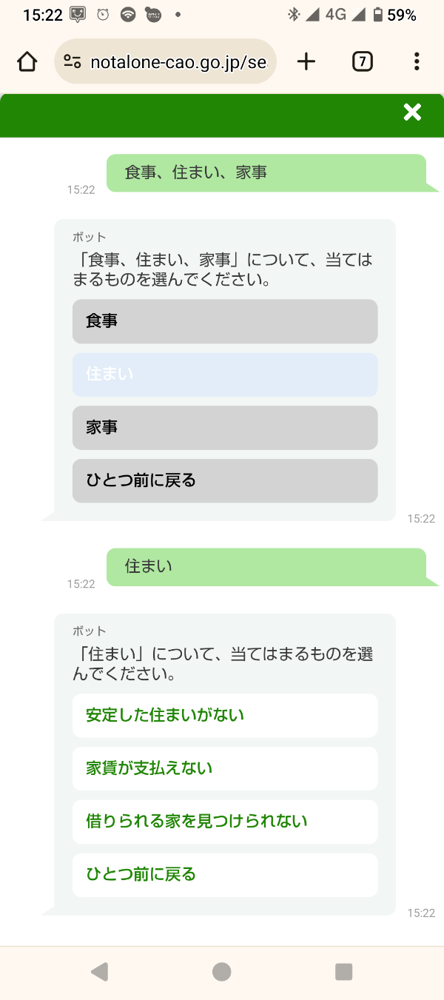 15:22
4G
59%
notalone-cao.go.jp/se
7
食事、住まい、家事
15:22
ボット
「食事、住まい、家事」について、当ては
まるものを選んでください。
食事
住まい
家事
ひとつ前に戻る
15:22
住まい
15:22
ボット
「住まい」について、当てはまるものを選
んでください。
安定した住まいがない
家賃が支払えない
借りられる家を見つけられない
ひとつ前に戻る
15:22